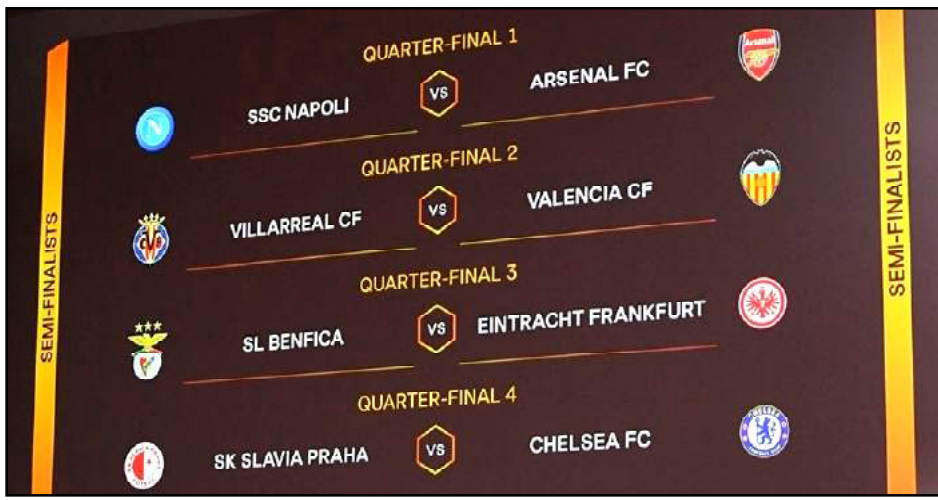 QUARTER-FINAL 1
SSC NAPOLI VS ARSENAL FC
Arsenal
QUARTER-FINAL 2
VILLARREAL CF VS VALENCIA CF
QUARTER-FINAL 3
SL BENFICA VS EINTRACHT FRANKFURT
QUARTER-FINAL 4
SK SLAVIA PRAHA VS CHELSEA FC
SEMI-FINALISTS
SEMI-FINALISTS